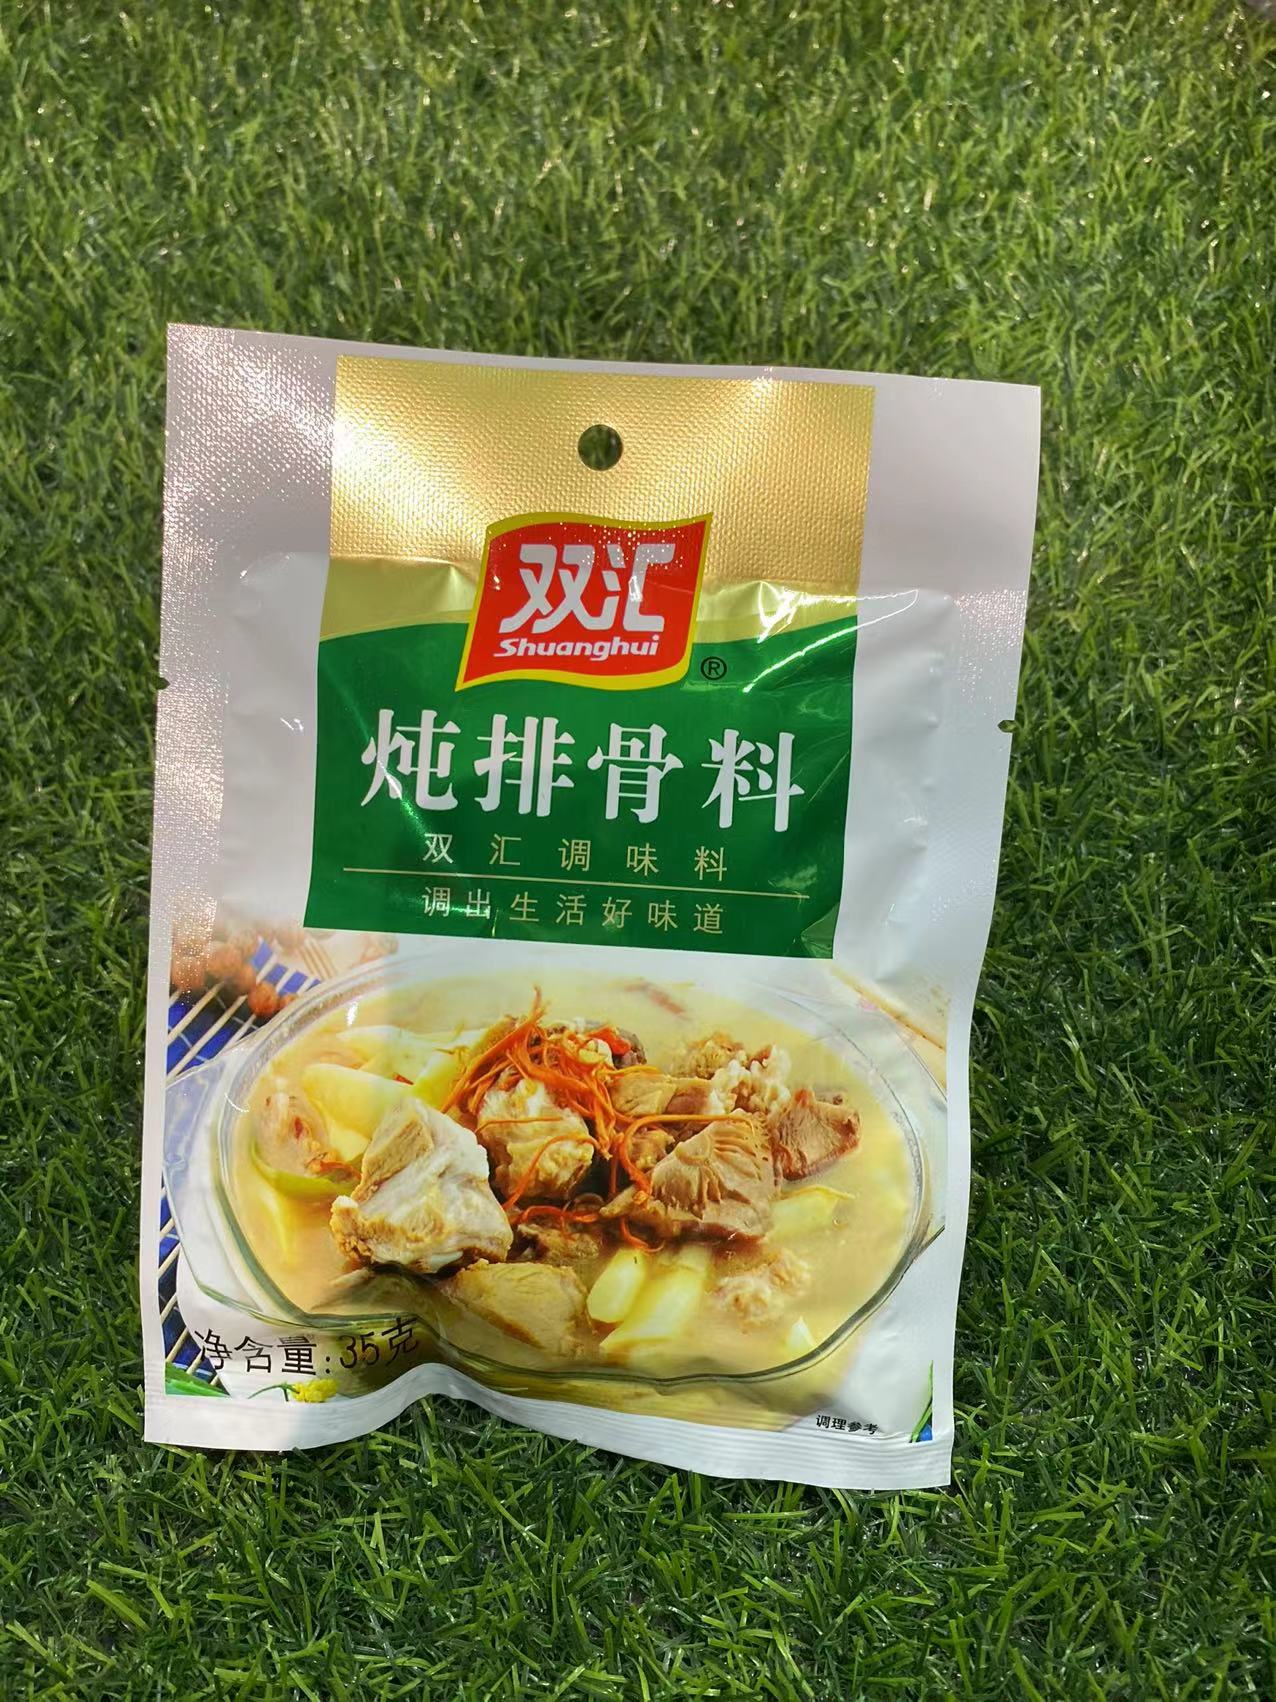 双汇
Shuanghui
®
炖排骨料
双汇调味料
调出生活好味道
净含量:35克
调理参考